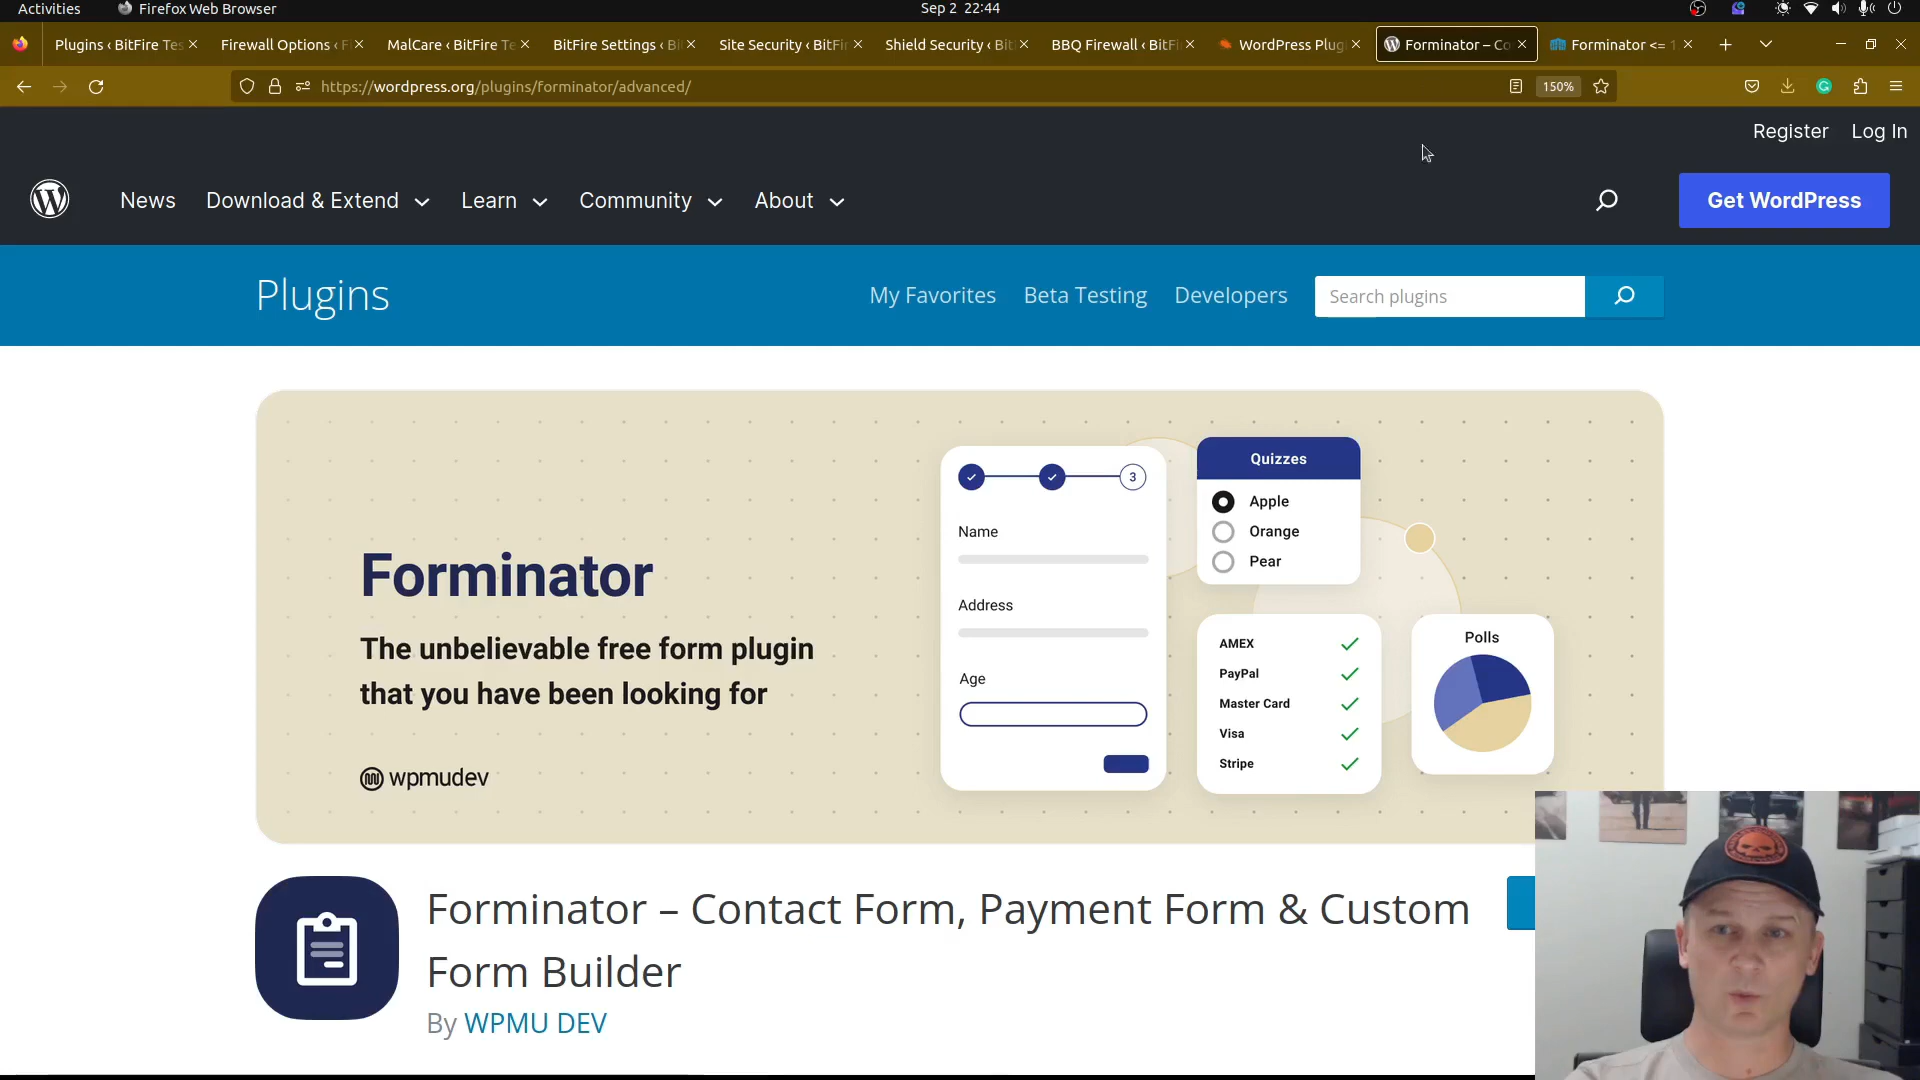 Activities
Firefox Web Browser
Sep 2 22:44
Plugins ‹ BitFire Tes
Firewall Options ‹ F
MalCare ‹ BitFire Te
BitFire Settings ‹ Bi
Site Security ‹ BitFir
Shield Security ‹ Bit
BBQ Firewall ‹ BitFi
WordPress Plug
Forminator – Co
Forminator <= 1
https://wordpress.org/plugins/forminator/advanced/
150%
Register
Log In
News
Download & Extend
Learn
Community
About
Get WordPress
Plugins
My Favorites
Beta Testing
Developers
Search plugins
Forminator
The unbelievable free form plugin
that you have been looking for
wpmudev
3
Name
Address
Age
Quizzes
Apple
Orange
Pear
AMEX
PayPal
Master Card
Visa
Stripe
Polls
Forminator – Contact Form, Payment Form & Custom
Form Builder
By WPMU DEV